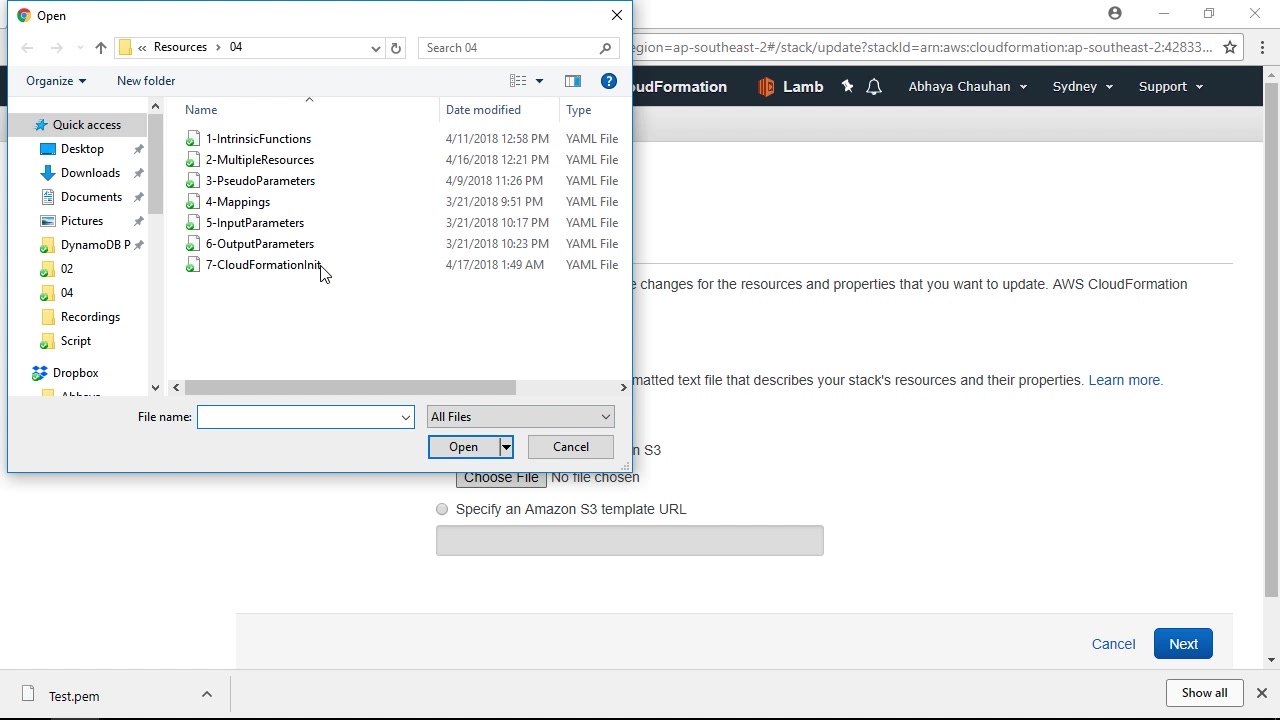 Open
« Resources › 04
Search 04
egion=ap-southeast-2#/stack/update?stackId=arn:aws:cloudformation:ap-southeast-2:42833...
Organize
New folder
oudFormation
Lamb
Abhaya Chauhan
Sydney
Support
Name
Date modified
Type
Quick access
Desktop
Downloads
Documents
Pictures
DynamoDB P
02
04
Recordings
Script
Dropbox
1-IntrinsicFunctions 4/11/2018 12:58 PM YAML File
2-MultipleResources 4/16/2018 12:21 PM YAML File
3-PseudoParameters 4/9/2018 11:26 PM YAML File
4-Mappings 3/21/2018 9:51 PM YAML File
5-InputParameters 3/21/2018 10:17 PM YAML File
6-OutputParameters 3/21/2018 10:23 PM YAML File
7-CloudFormationInit 4/17/2018 1:49 AM YAML File
File name:
All Files
Open
Cancel
changes for the resources and properties that you want to update. AWS CloudFormation
matted text file that describes your stack's resources and their properties. Learn more.
n S3
Choose File No file chosen
Specify an Amazon S3 template URL
Cancel
Next
Test.pem
Show all